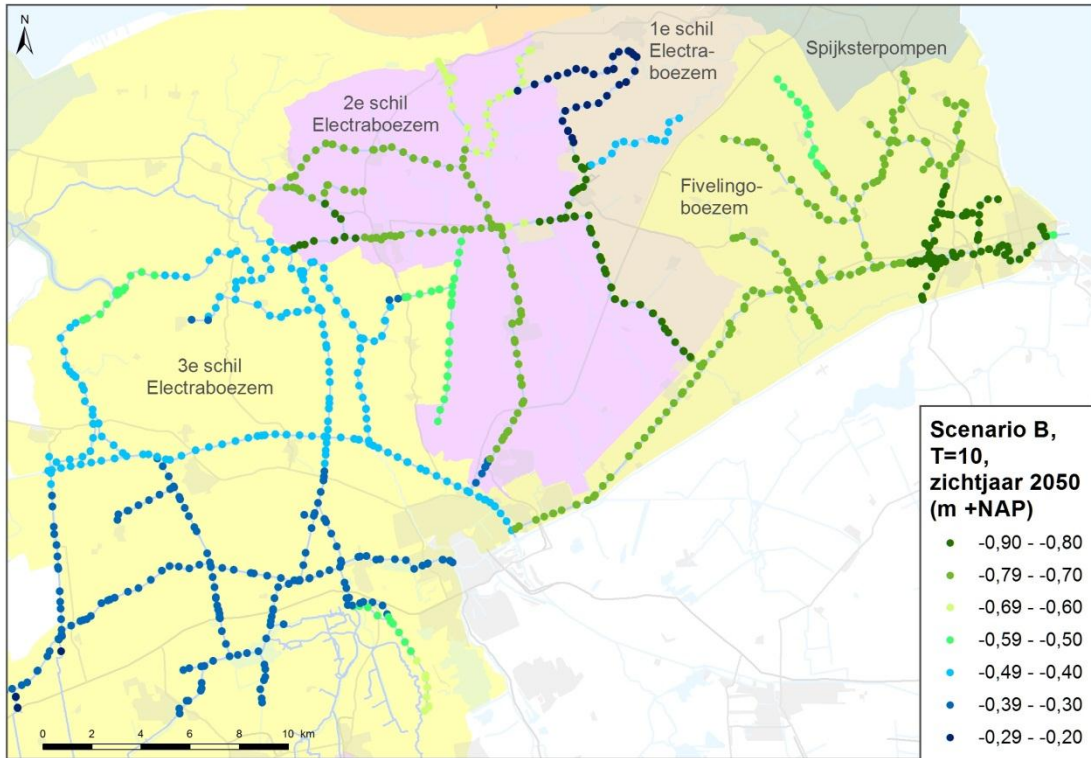 N
1e schil
Electra-
boezem
Spijksterpompen
2e schil
Electraboezem
Fivelingo-
boezem
3e schil
Electraboezem
Scenario B,
T=10,
zichtjaar 2050
(m +NAP)
-0,90 - -0,80
-0,79 - -0,70
-0,69 - -0,60
-0,59 - -0,50
-0,49 - -0,40
-0,39 - -0,30
-0,29 - -0,20
0 2 4 6 8 10 km